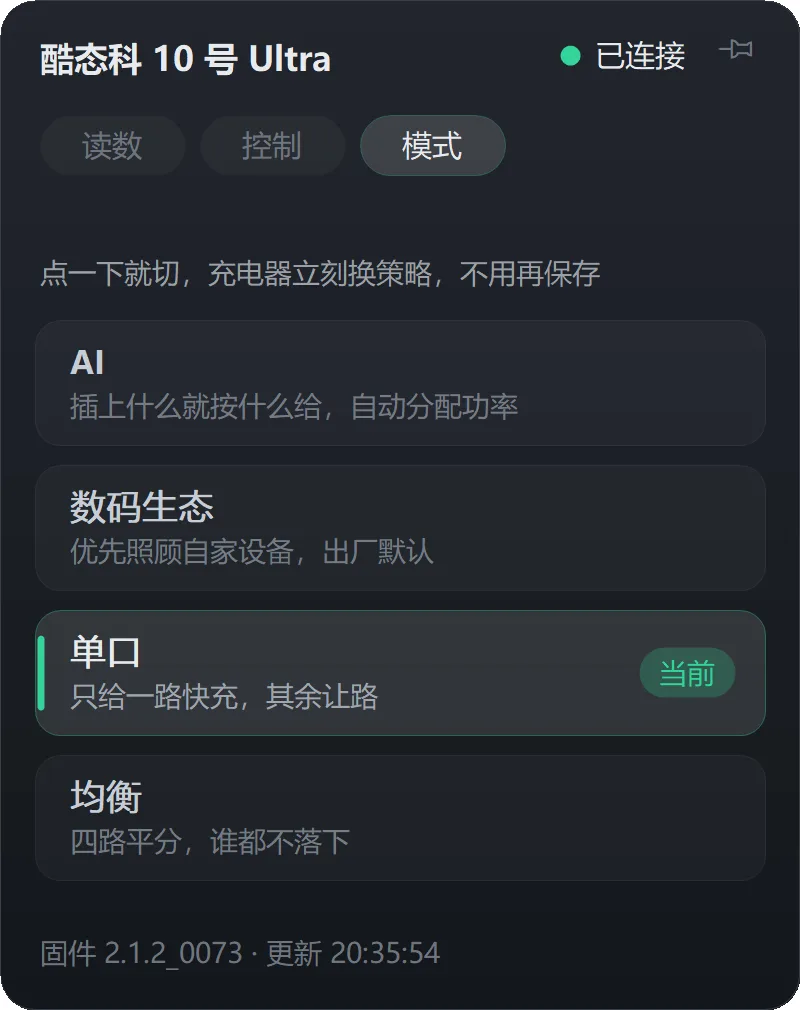 酷态科 10 号 Ultra
已连接
读数 控制 模式
点一下就切，充电器立刻换策略，不用再保存
AI
插上什么就按什么给，自动分配功率
数码生态
优先照顾自家设备，出厂默认
单口
只给一路快充，其余让路
当前
均衡
四路平分，谁都不落下
固件 2.1.2_0073 · 更新 20:35:54